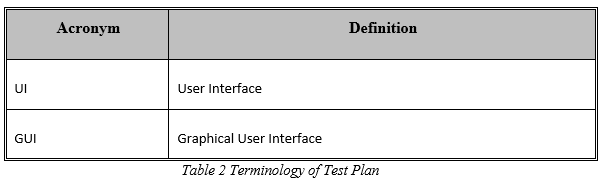 Acronym Definition
UI User Interface
GUI Graphical User Interface
Table 2 Terminology of Test Plan